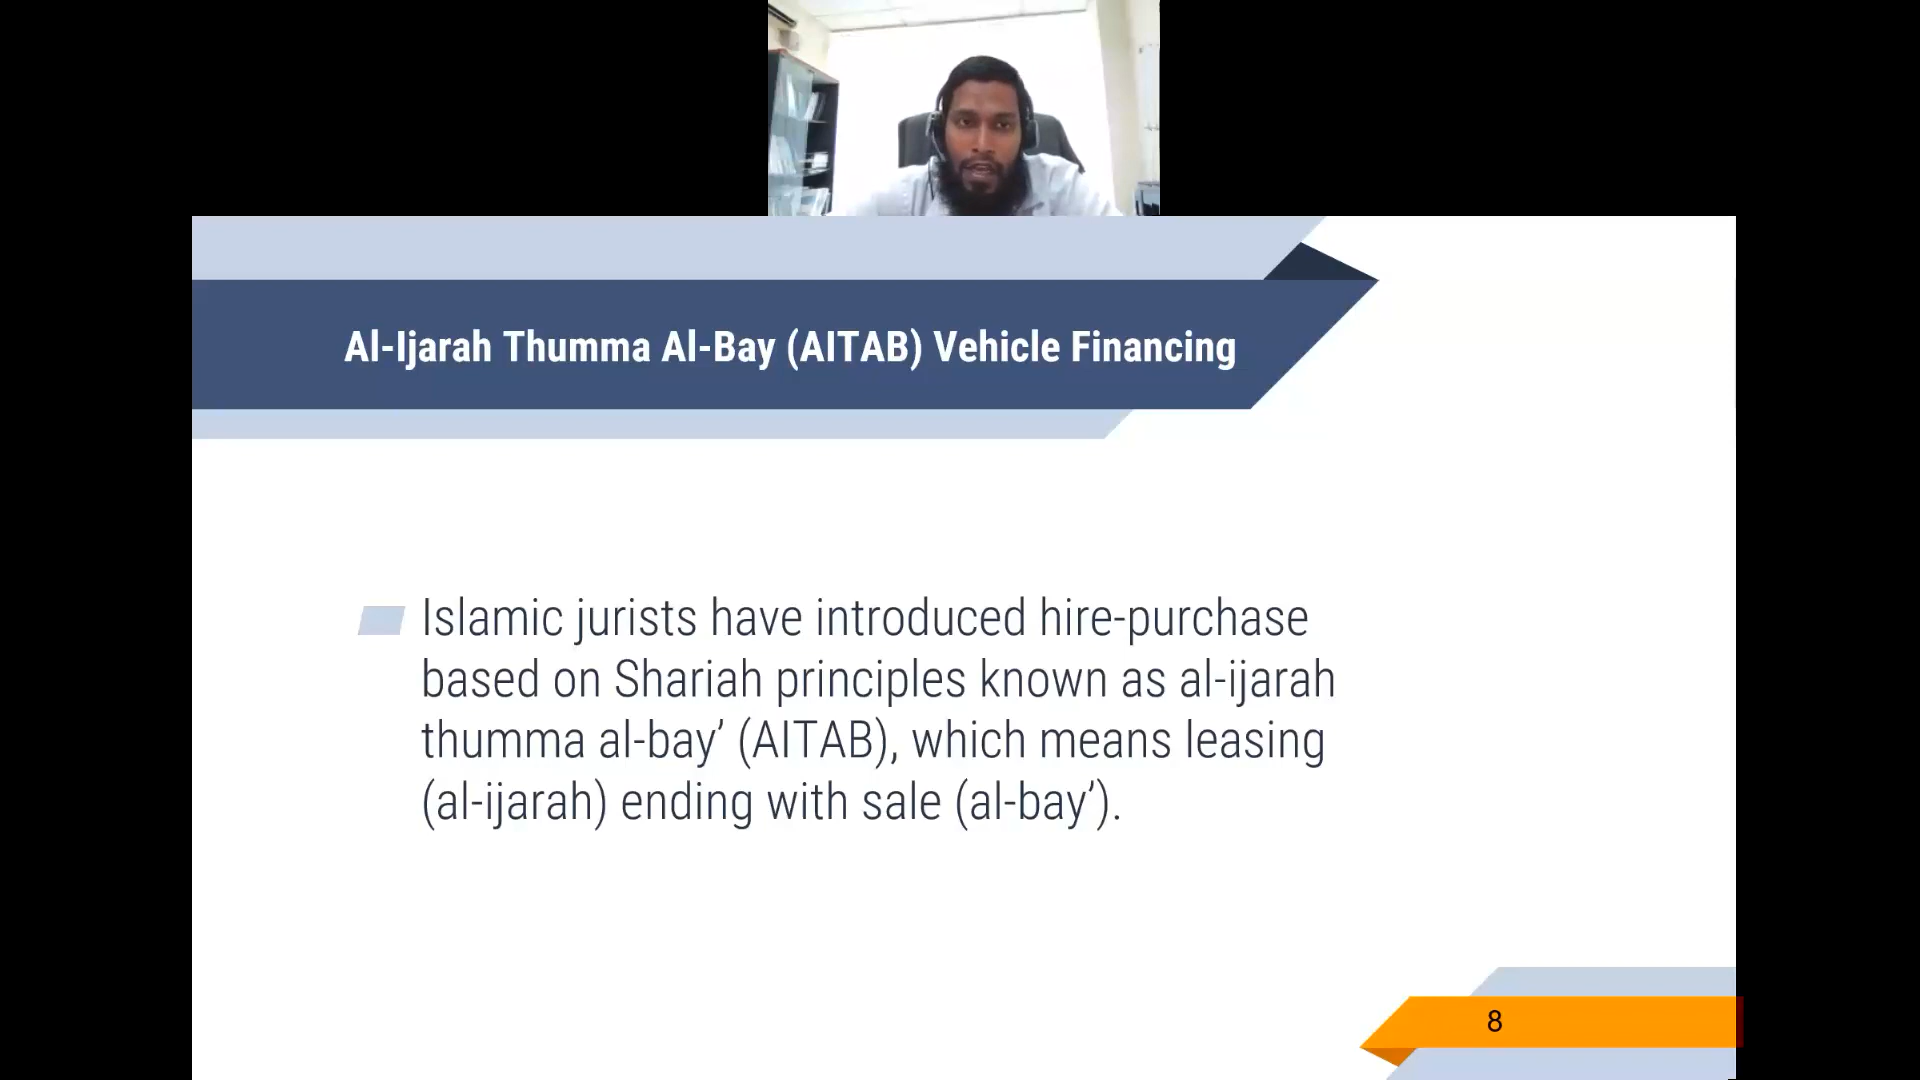 Al-Ijarah Thumma Al-Bay (AITAB) Vehicle Financing
Islamic jurists have introduced hire-purchase
based on Shariah principles known as al-ijarah
thumma al-bay’ (AITAB), which means leasing
(al-ijarah) ending with sale (al-bay’).
8